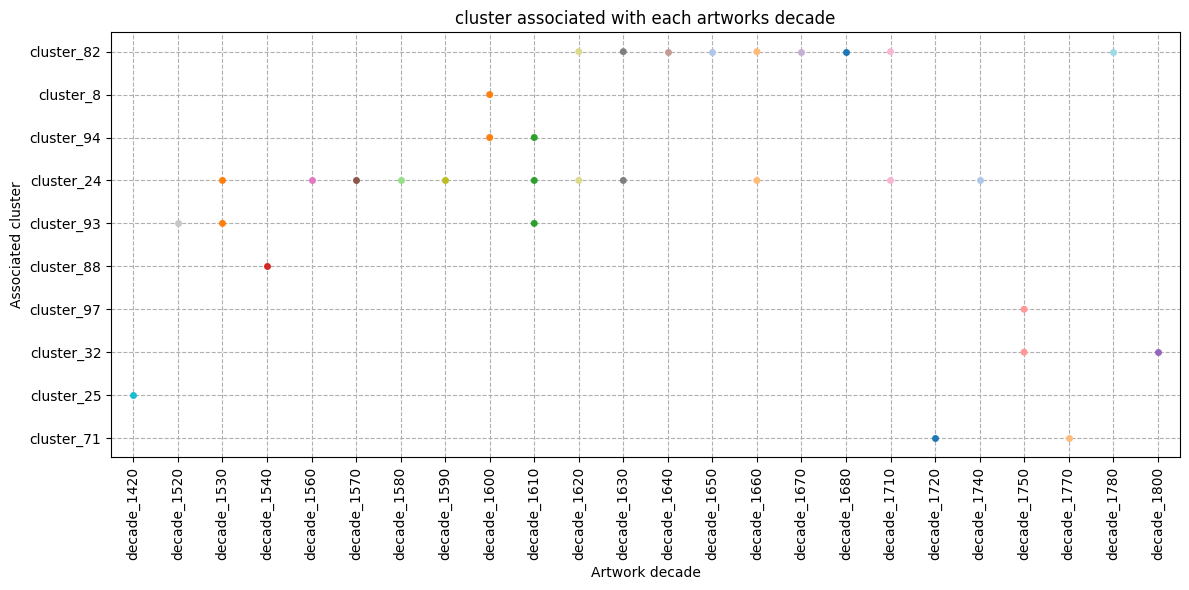 cluster associated with each artworks decade
Associated cluster
cluster_82
cluster_8
cluster_94
cluster_24
cluster_93
cluster_88
cluster_97
cluster_32
cluster_25
cluster_71
decade_1420
decade_1520
decade_1530
decade_1540
decade_1560
decade_1570
decade_1580
decade_1590
decade_1600
decade_1610
decade_1620
decade_1630
decade_1640
decade_1650
decade_1660
decade_1670
decade_1680
decade_1710
decade_1720
decade_1740
decade_1750
decade_1770
decade_1780
decade_1800
Artwork decade